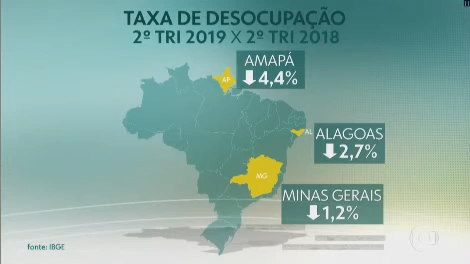 TAXA DE DESOCUPAÇÃO
2º TRI 2019 X 2º TRI 2018
AMAPÁ
4,4%
AP
AL
ALAGOAS
2,7%
MG
MINAS GERAIS
1,2%
fonte: IBGE